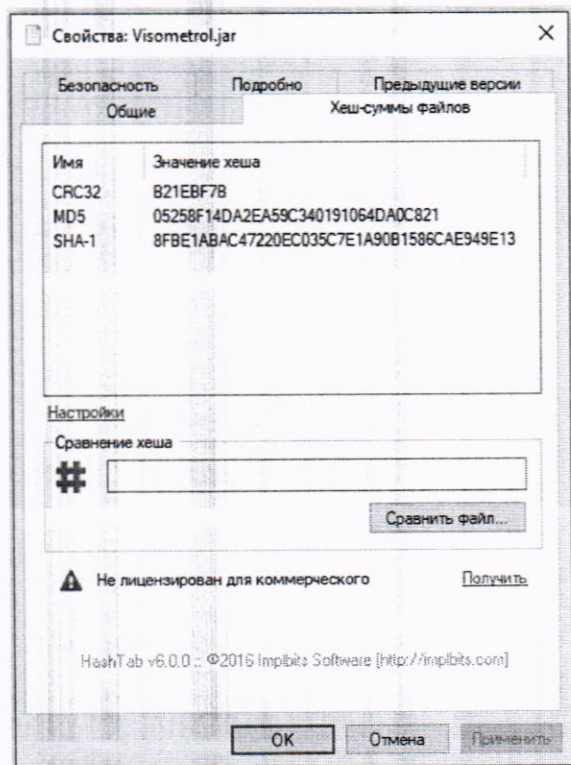 Свойства: Visometrol.jar
Безопасность Подробно Предыдущие версии
Общие Хеш-суммы файлов
Имя Значение хеша
CRC32 B21EBF7B
MD5 05258F14DA2EA59C340191064DA0C821
SHA-1 8FBE1ABAC47220EC035C7E1A90B1586CAE949E13
Настройки
Сравнение хеша
Сравнить файл...
Не лицензирован для коммерческого Получить
HashTab v6.0.0 :: ©2016 Implbits Software [http://implbits.com]
OK Отмена Применить